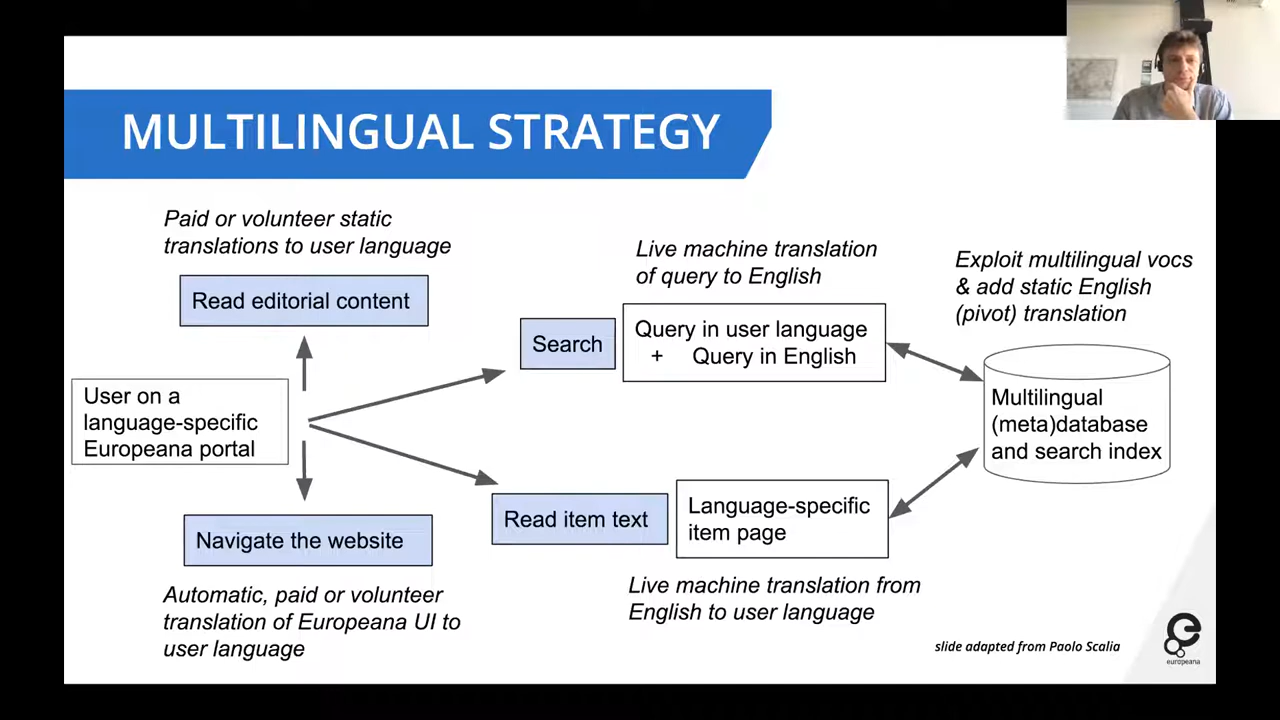 MULTILINGUAL STRATEGY
Paid or volunteer static
translations to user language
Read editorial content
User on a
language-specific
Europeana portal
Navigate the website
Automatic, paid or volunteer
translation of Europeana UI to
user language
Live machine translation
of query to English
Search
Query in user language
+ Query in English
Read item text
Language-specific
item page
Live machine translation from
English to user language
Exploit multilingual vocs
& add static English
(pivot) translation
Multilingual
(meta)database
and search index
slide adapted from Paolo Scalia
europeana